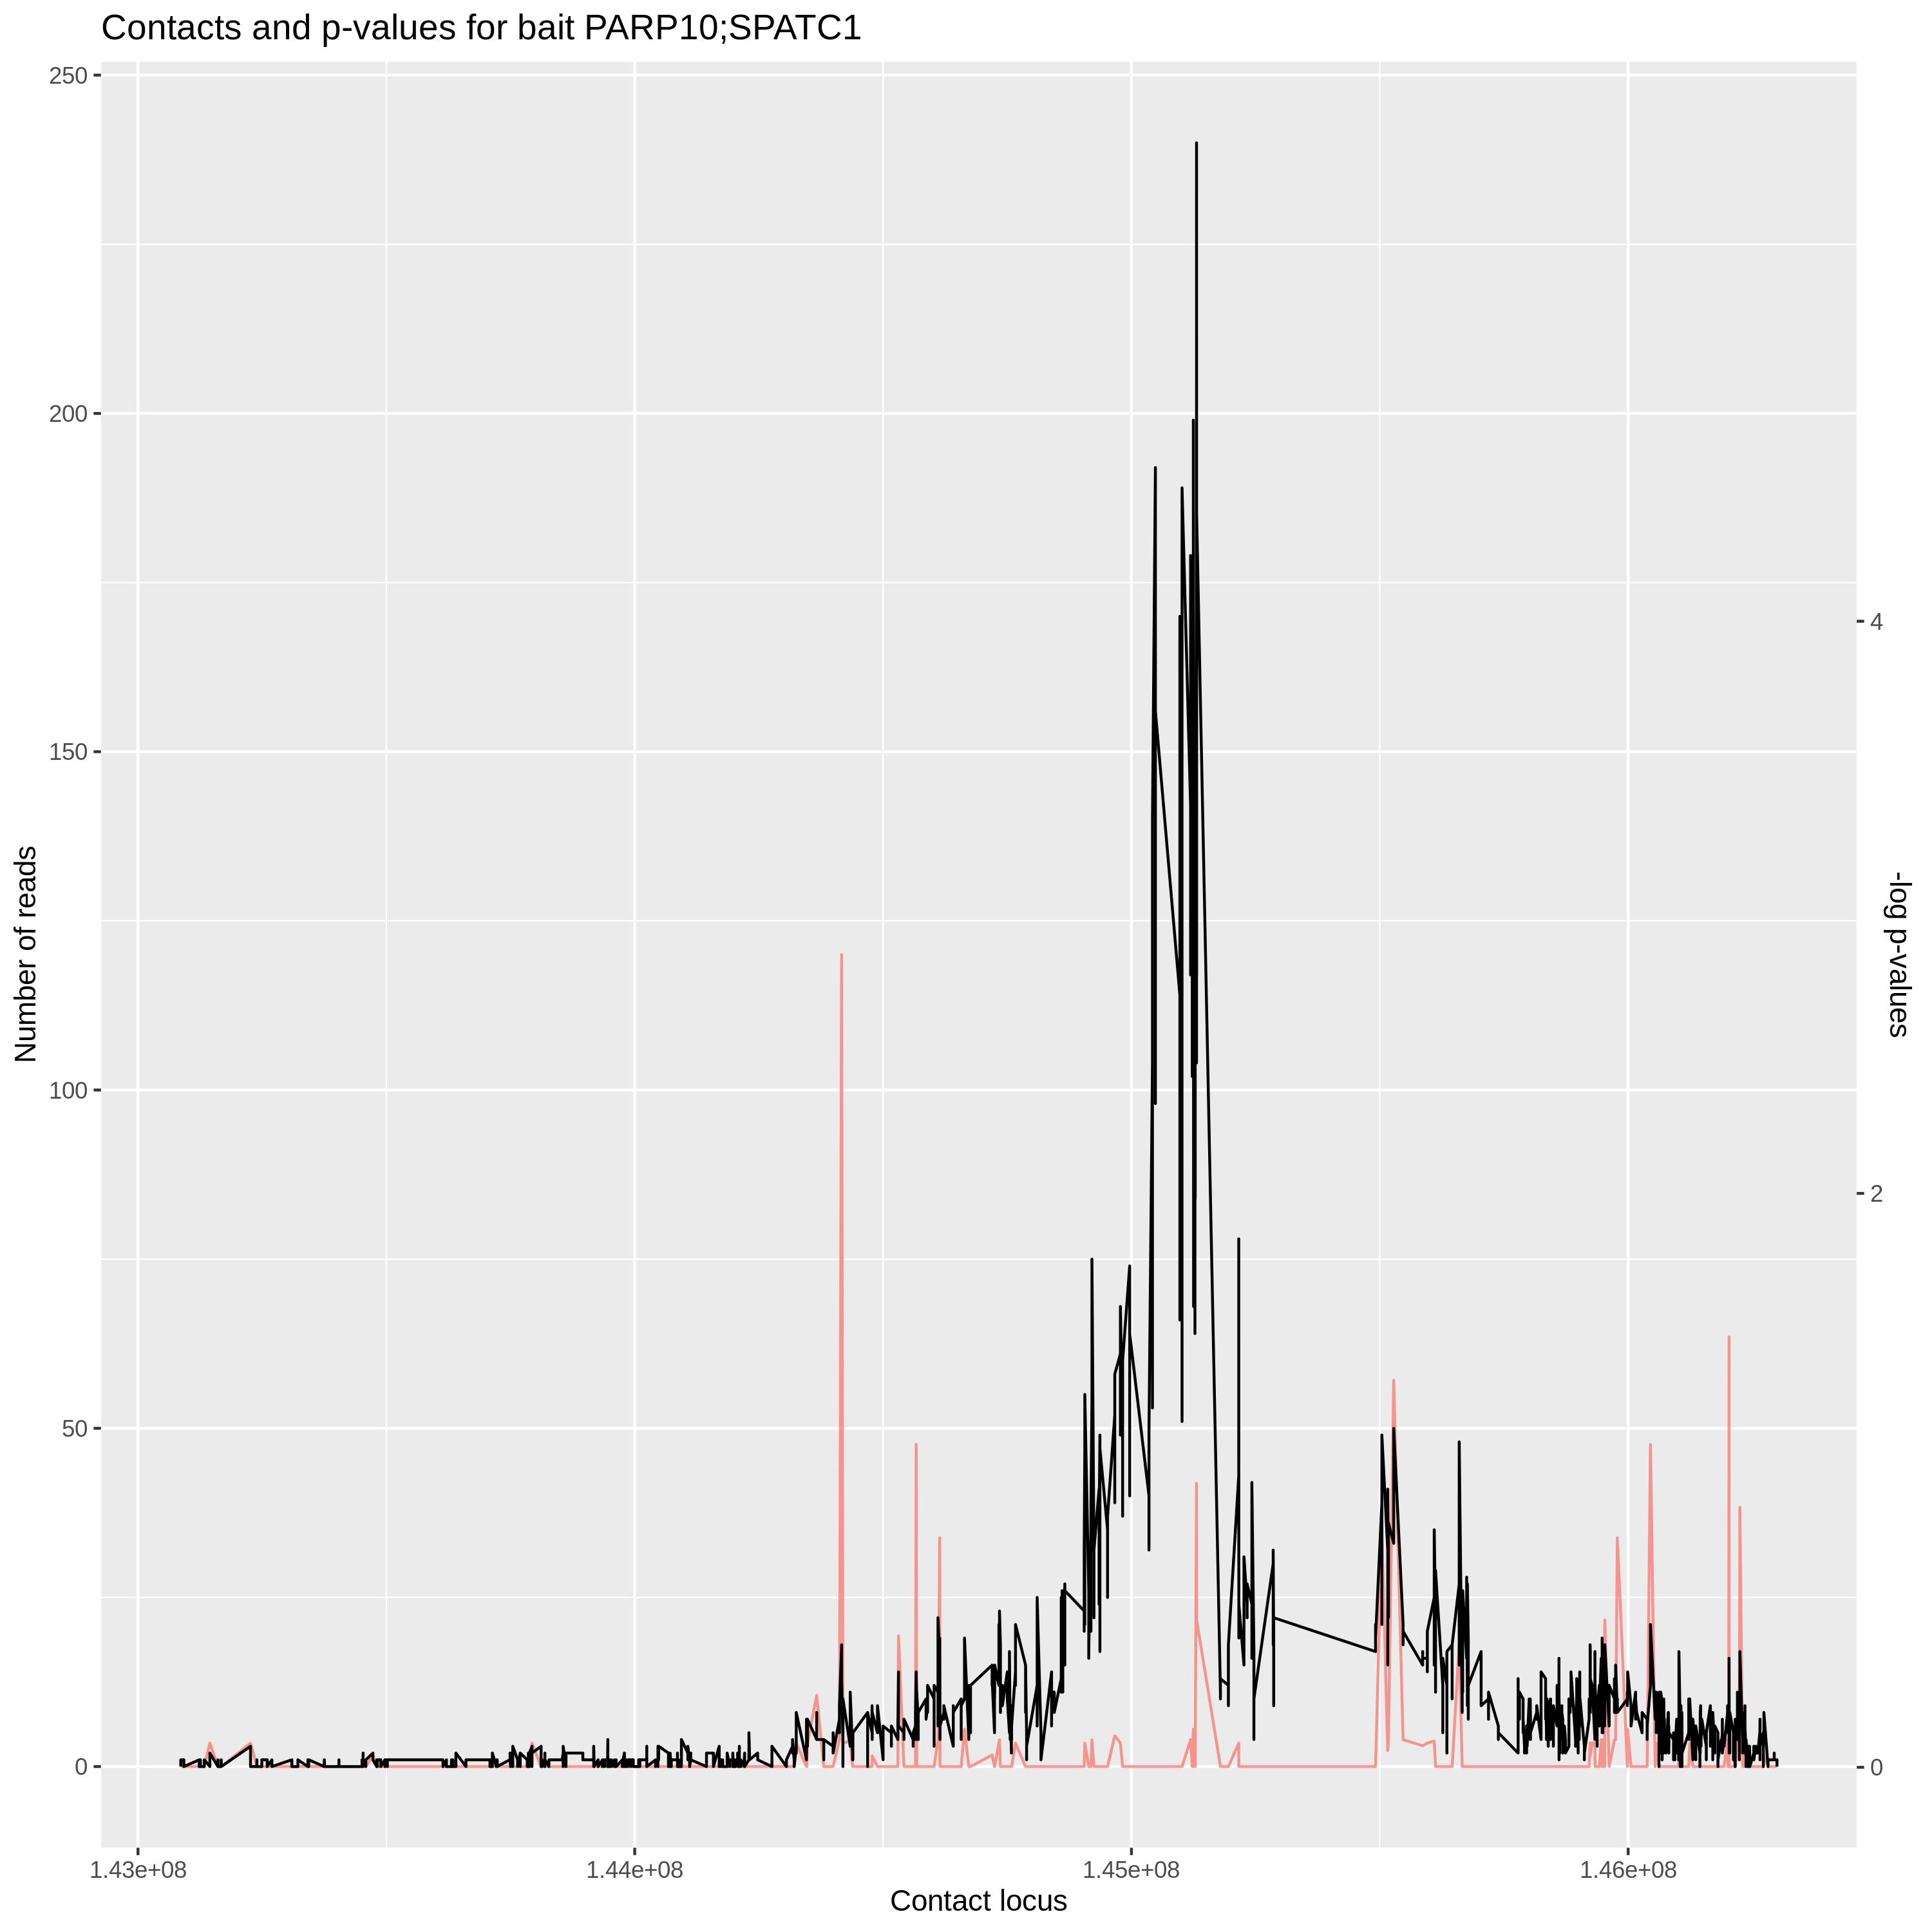 Contacts and p-values for bait PARP10;SPATC1
250
200
150
100
50
0
Number of reads
4
2
0
-log p-values
1.43e+08
1.44e+08
1.45e+08
1.46e+08
Contact locus